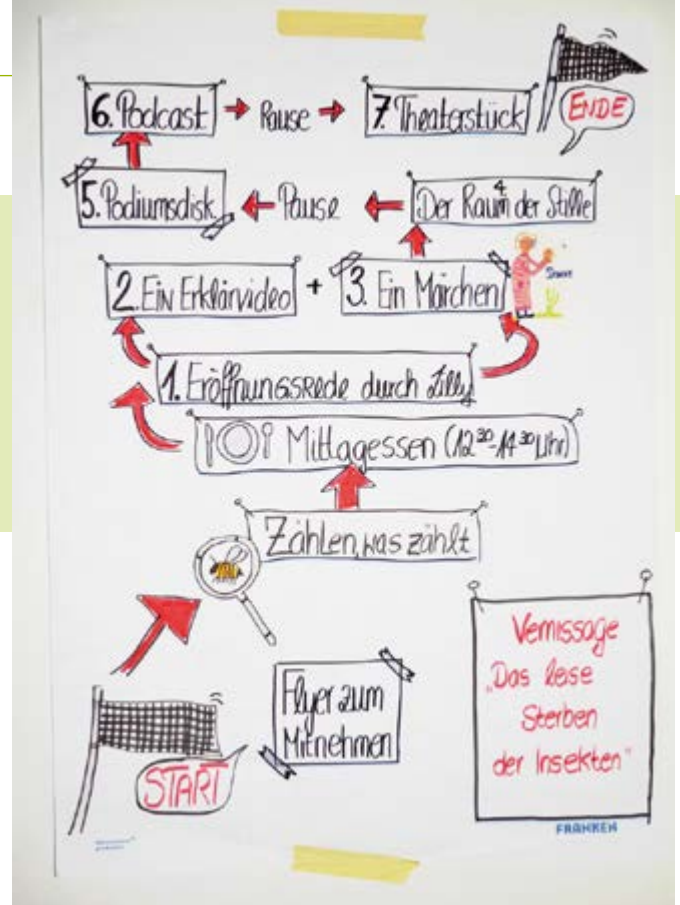 6. Podcast → Pause → 7. Theaterstück
ENDE
5. Podiumsdisk. ← Pause ← 4 Der Raum der Stille
2. Ein Erklärvideo + 3. Ein Märchen
1. Eröffnungsrede durch Lilly
Mittagessen (12³⁰-14³⁰ Uhr)
Zählen, was zählt
Flyer zum
Mitnehmen
START
Vernissage
„Das leise
Sterben
der Insekten"
FRANKEN